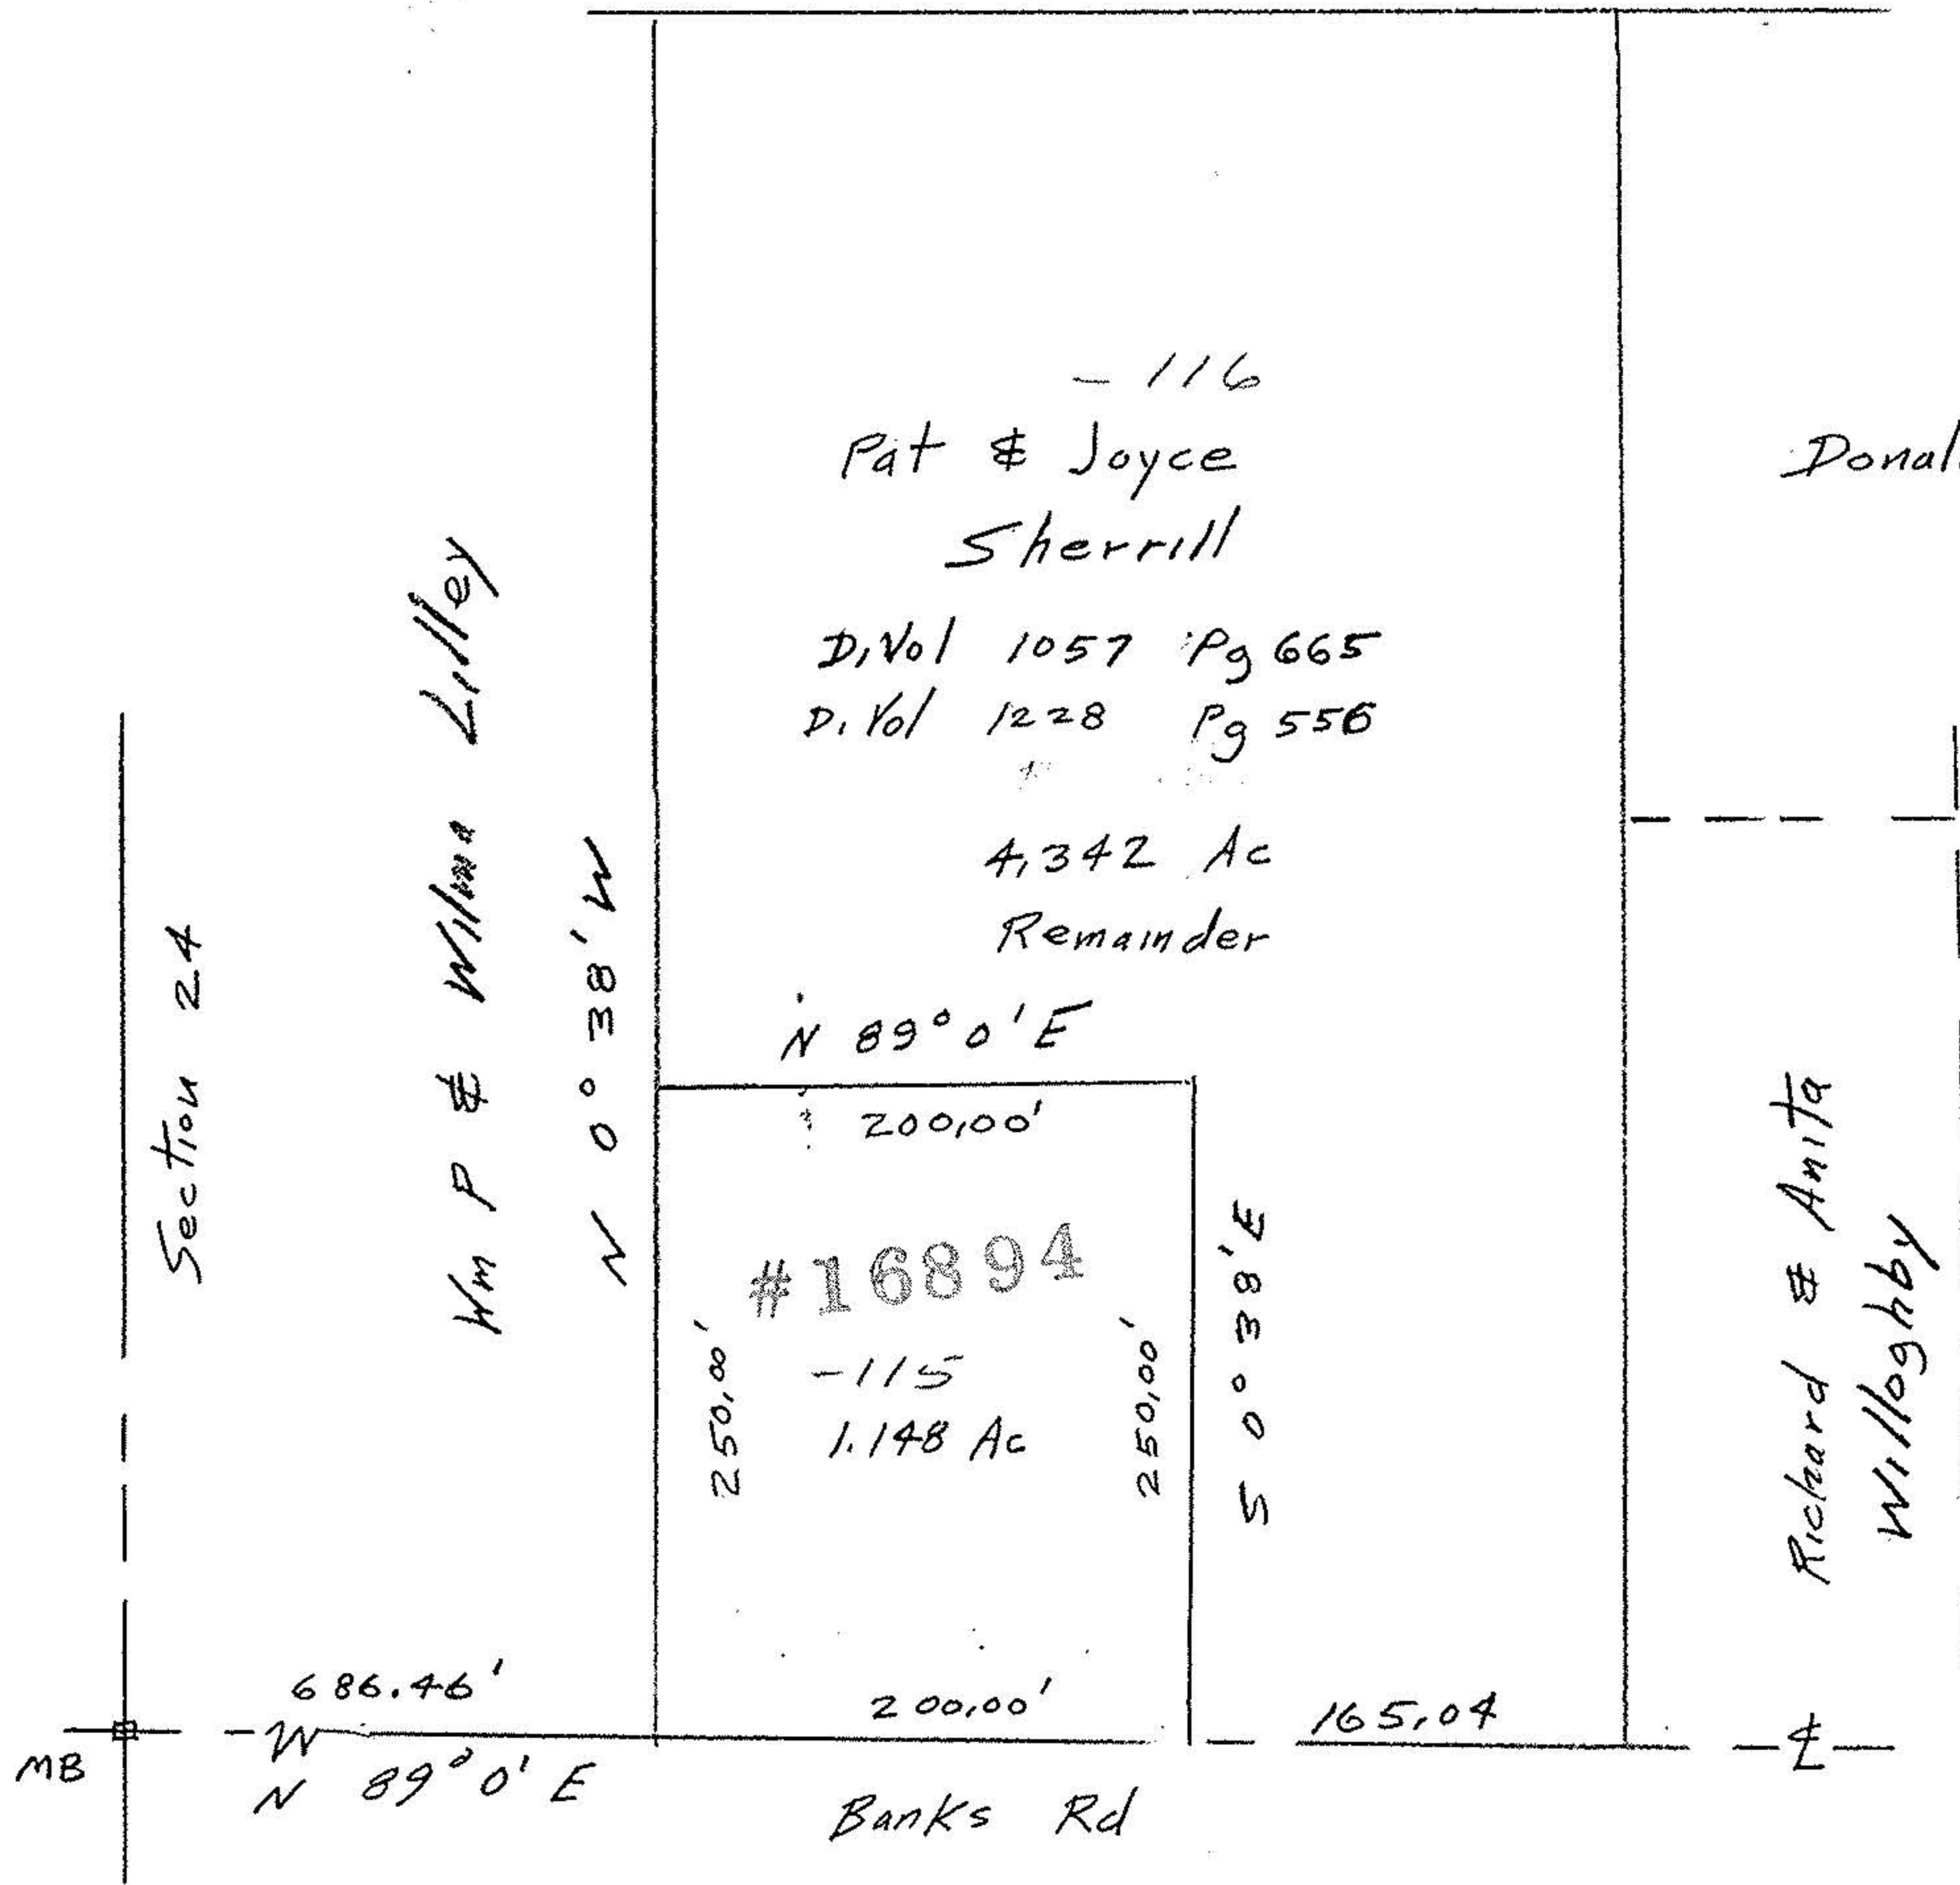 - 116
Pat & Joyce
Sherrill
D. Vol 1057 Pg 665
D. Vol 1228 Pg 556
4.342 Ac
Remainder
Section 24
Wm P & Wilma Lilley
N 0° 38' W
N 89° 0' E
200.00'
#16894
-115
1.148 Ac
250.00'
250.00'
S 0° 38' E
Richard & Anita
Willoghby
686.46'
200.00'
165.04
MB
N 89° 0' E
Banks Rd
℄